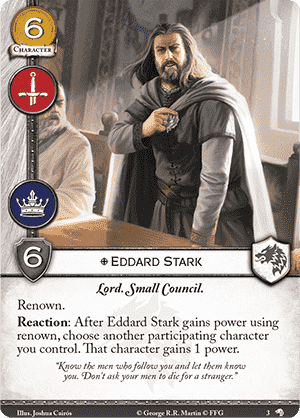 6
CHARACTER
6
EDDARD STARK
Lord. Small Council.
Renown.
Reaction: After Eddard Stark gains power using
renown, choose another participating character
you control. That character gains 1 power.
"Know the men who follow you and let them know
you. Don't ask your men to die for a stranger."
Illus. Joshua Cairós
© George R.R. Martin © FFG
3